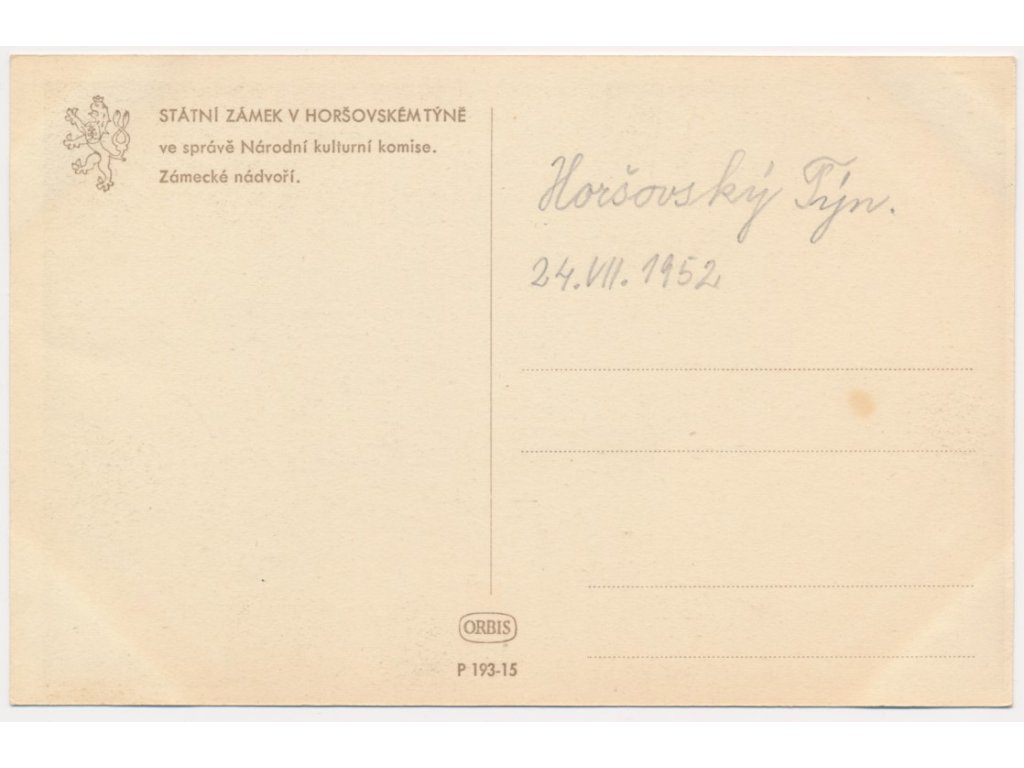 STÁTNÍ ZÁMEK V HORŠOVSKÉM TÝNĚ
ve správě Národní kulturní komise.
Zámecké nádvoří.
Horšovský Týn.
24. VII. 1952
ORBIS
P 193-15